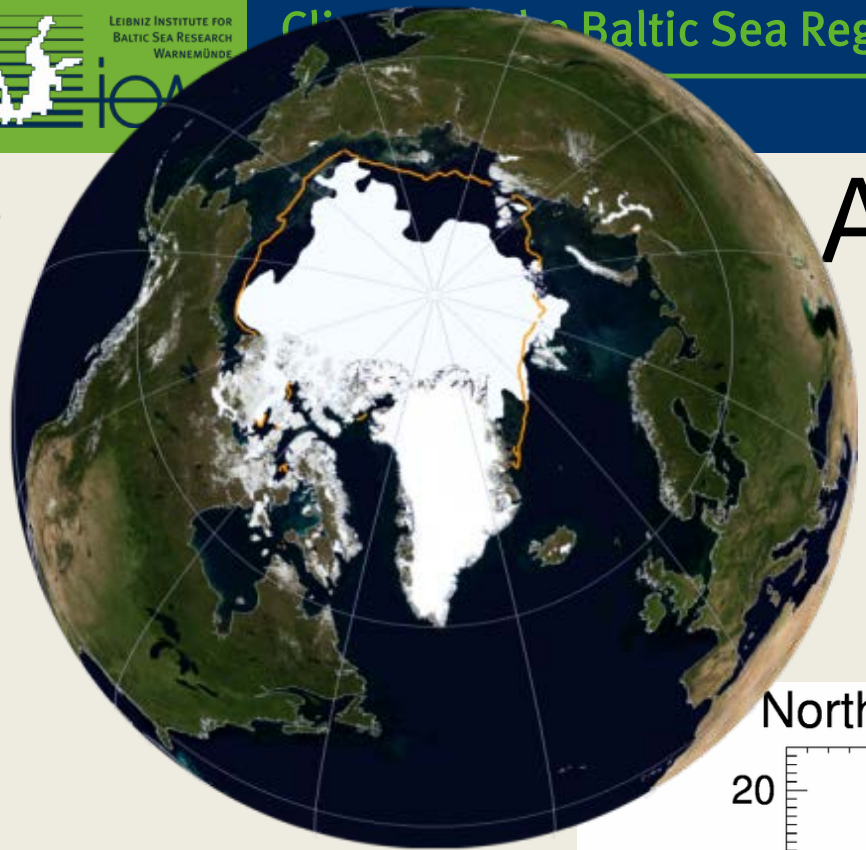 LEIBNIZ INSTITUTE FOR
BALTIC SEA RESEARCH
WARNEMÜNDE
Baltic Sea Reg
A
North
20